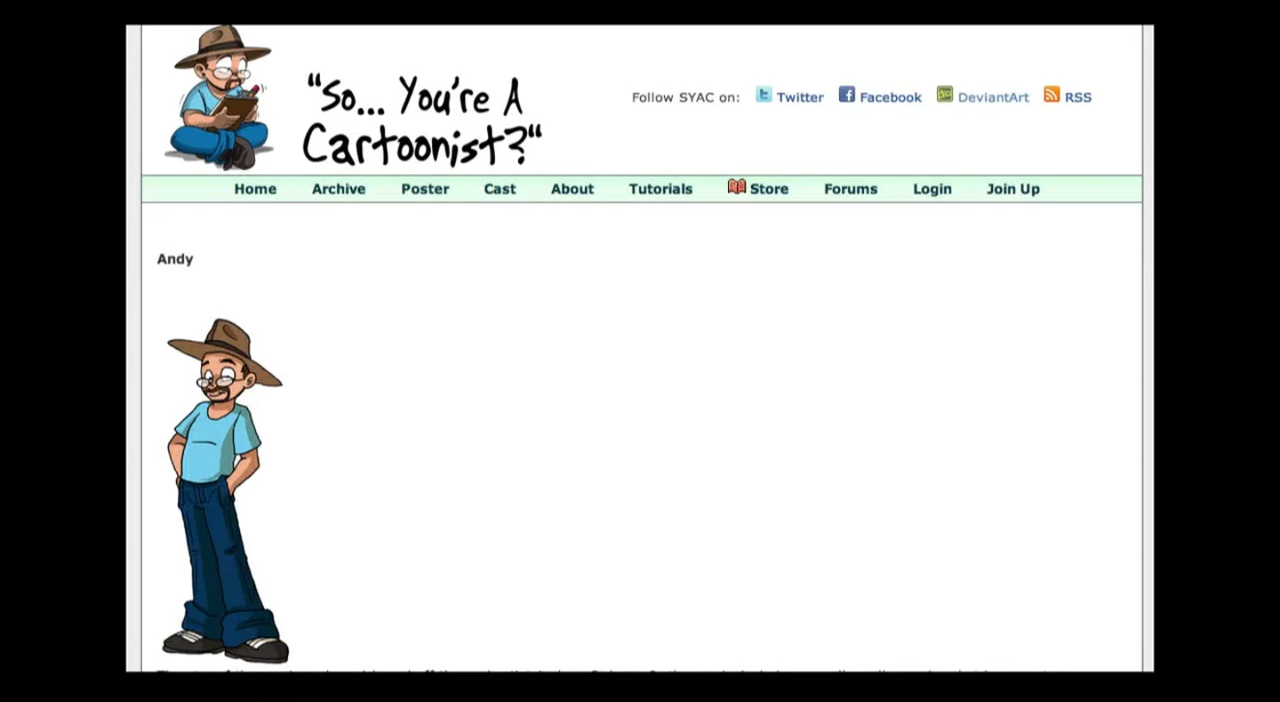 "So... You're A
Cartoonist?"
Follow SYAC on: Twitter Facebook DeviantArt RSS
Home Archive Poster Cast About Tutorials Store Forums Login Join Up
Andy